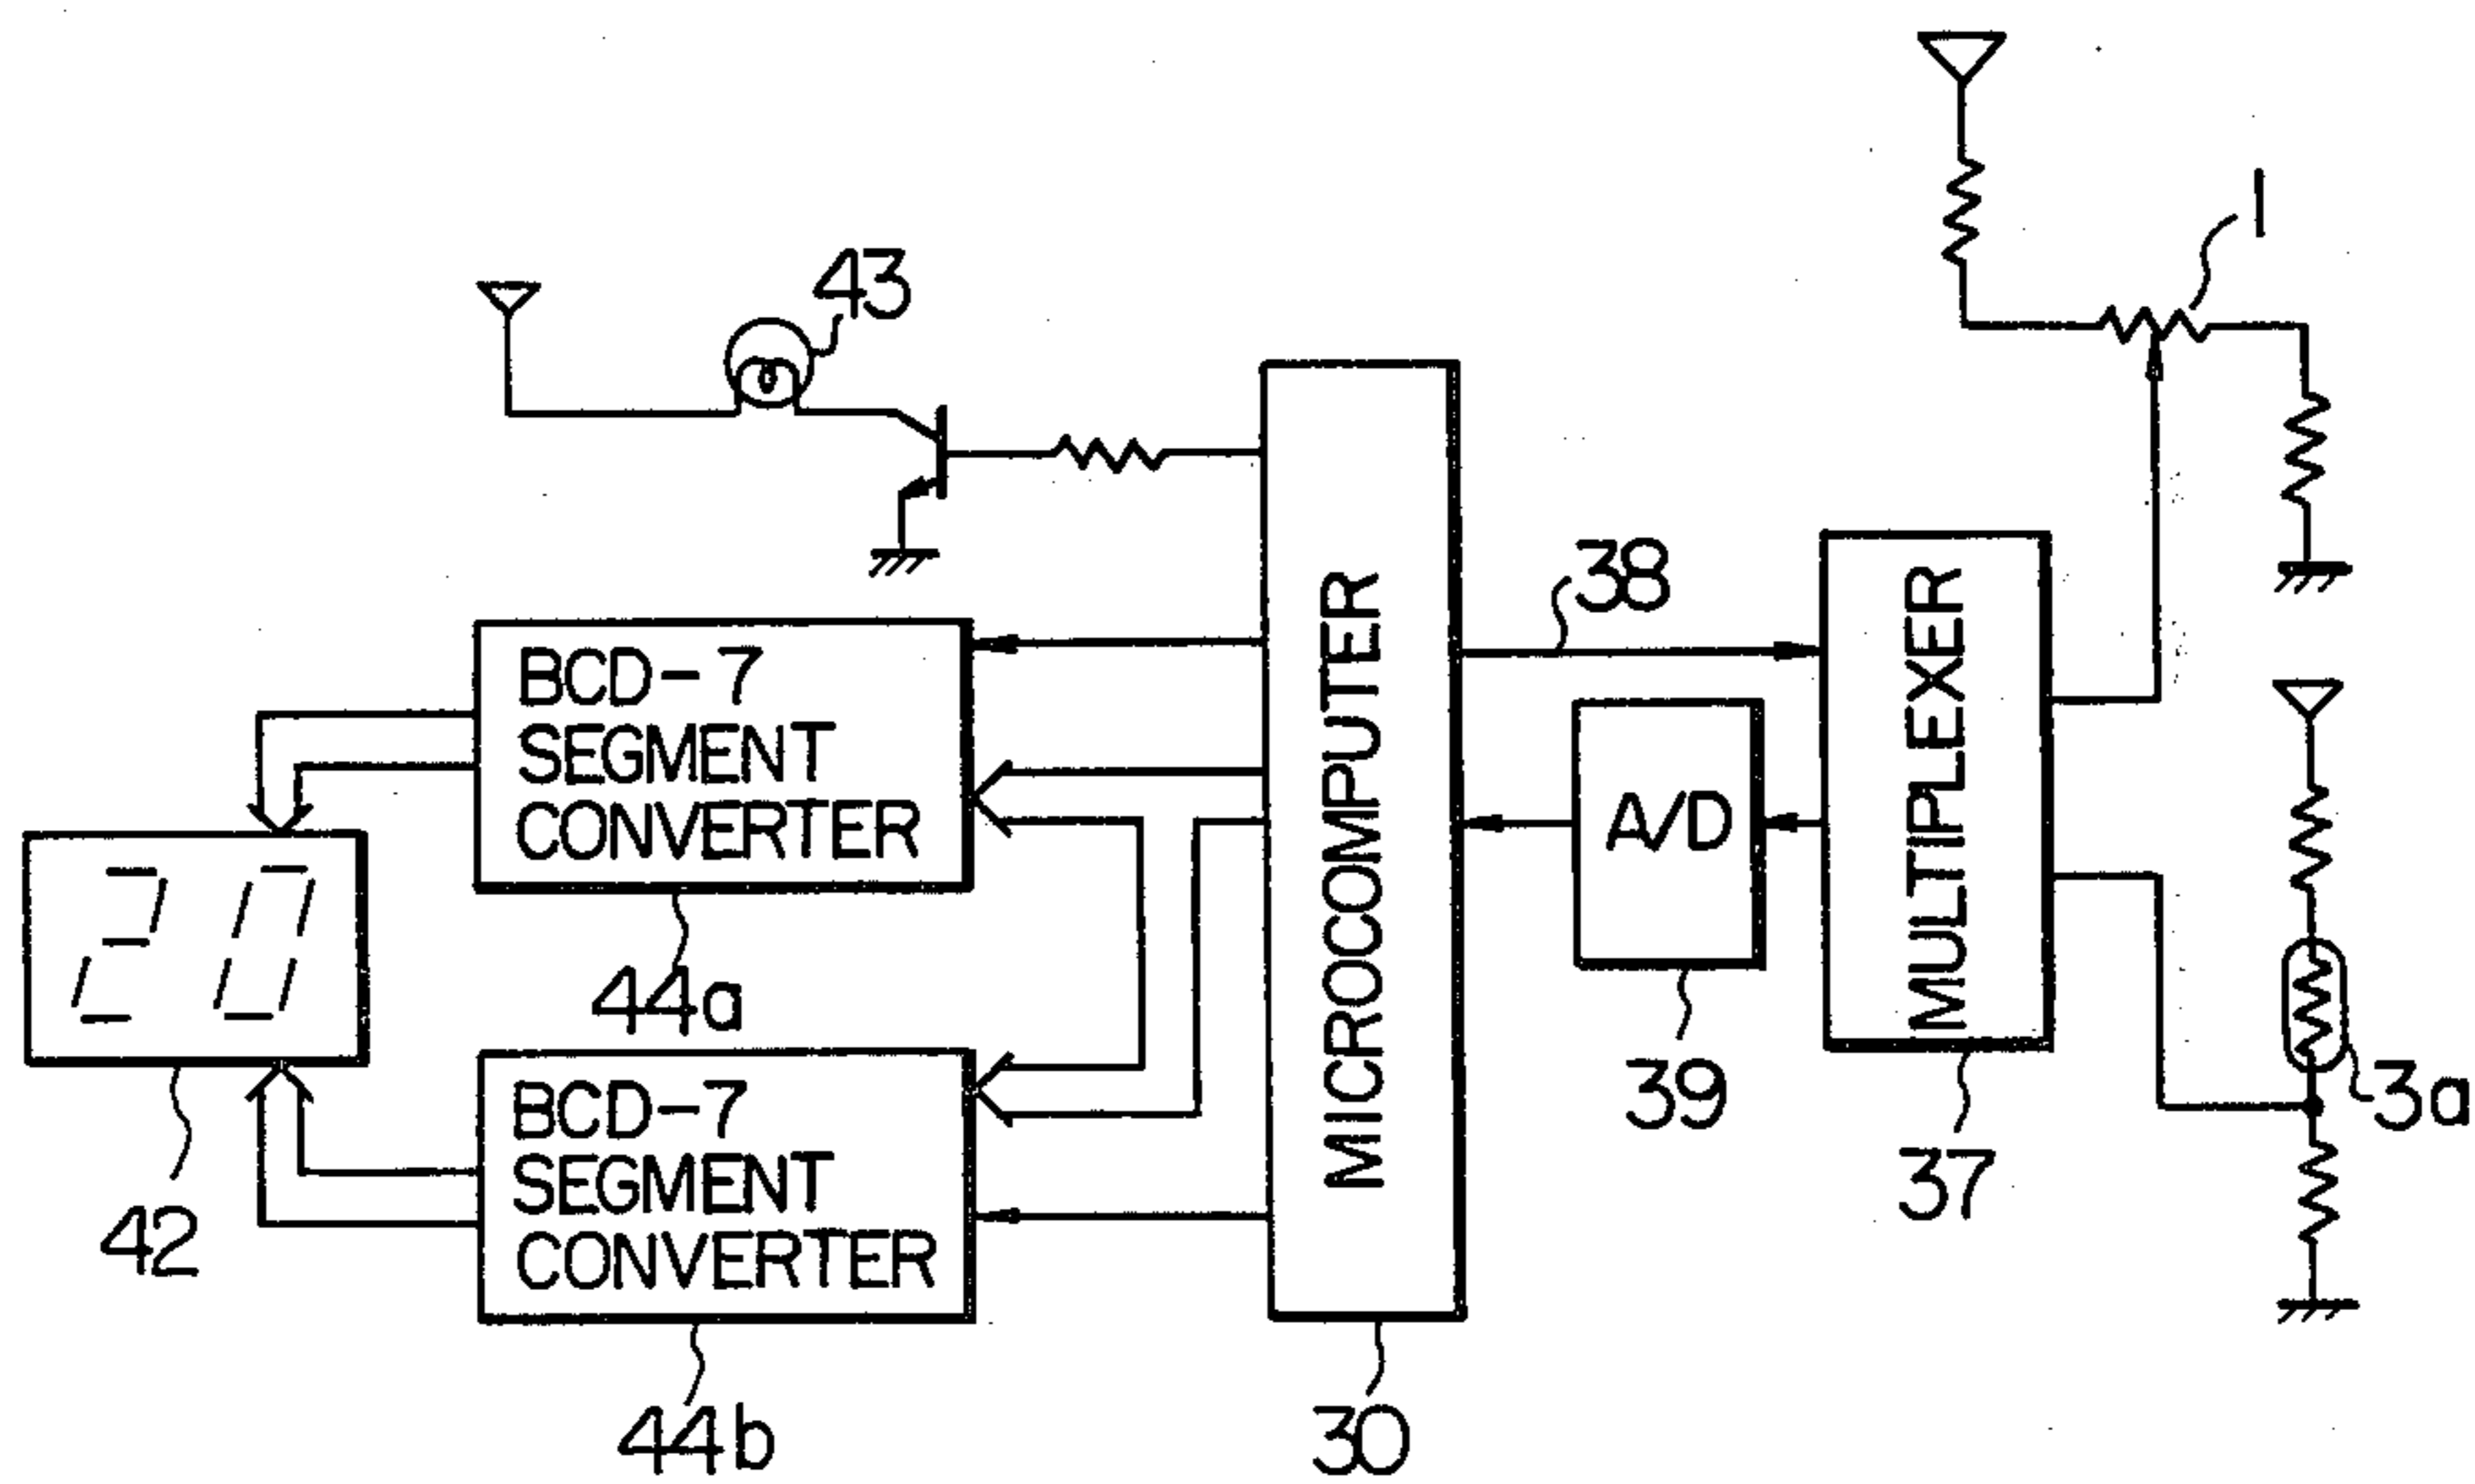 1
43
38
BCD-7
SEGMENT
CONVERTER
MICROCOMPUTER
MULTIPLEXER
A/D
20
44a
39
3a
37
42
BCD-7
SEGMENT
CONVERTER
44b
30